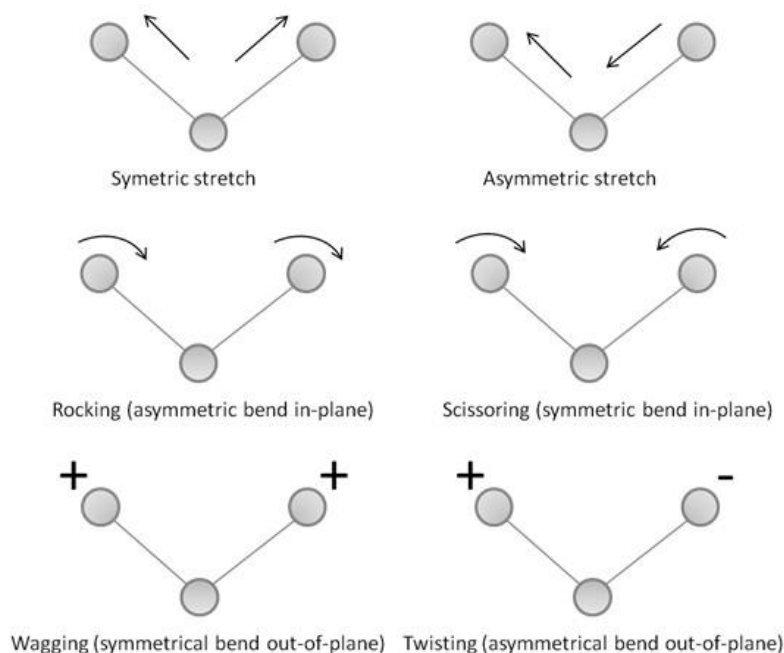 Symetric stretch
Asymmetric stretch
Rocking (asymmetric bend in-plane)
Scissoring (symmetric bend in-plane)
+ +
+ -
Wagging (symmetrical bend out-of-plane)
Twisting (asymmetrical bend out-of-plane)